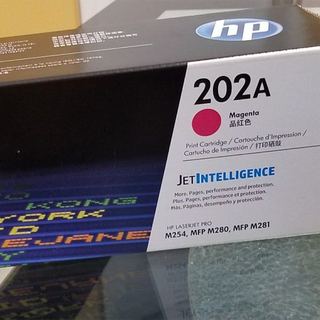 hp
202A
Magenta
品红色
Print Cartridge / Cartouche d'Impression /
Cartucho de Impresión / 打印硒鼓
JETINTELLIGENCE
More. Pages, performance and protection.
Plus. Pages, performance et protection.
Más. Páginas, desempeño y protección.
HP LASERJET PRO
M254, MFP M280, MFP M281
KONG
YORK